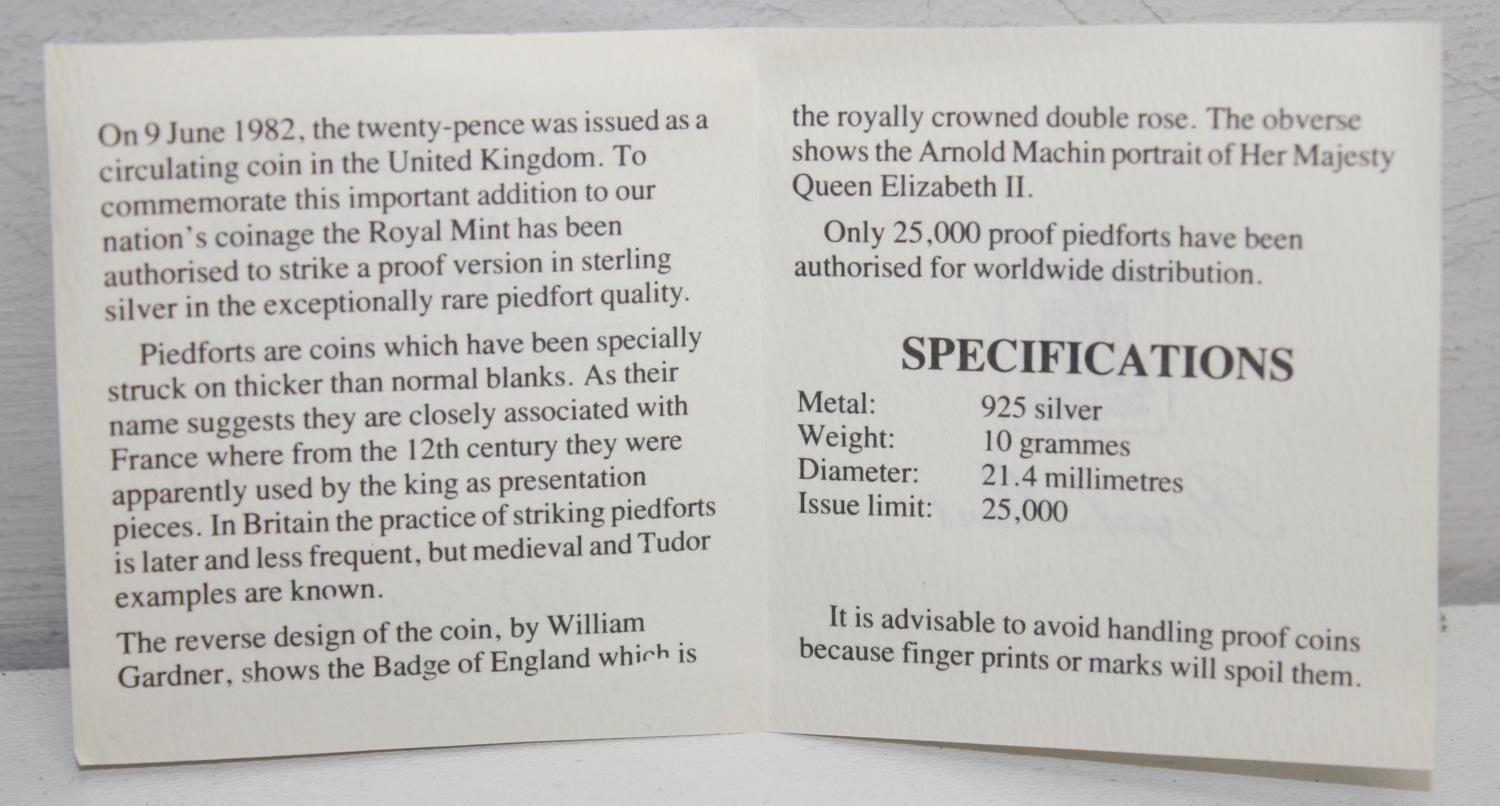 On 9 June 1982, the twenty-pence was issued as a
circulating coin in the United Kingdom. To
commemorate this important addition to our
nation's coinage the Royal Mint has been
authorised to strike a proof version in sterling
silver in the exceptionally rare piedfort quality.
Piedforts are coins which have been specially
struck on thicker than normal blanks. As their
name suggests they are closely associated with
France where from the 12th century they were
apparently used by the king as presentation
pieces. In Britain the practice of striking piedforts
is later and less frequent, but medieval and Tudor
examples are known.
The reverse design of the coin, by William
Gardner, shows the Badge of England which is
the royally crowned double rose. The obverse
shows the Arnold Machin portrait of Her Majesty
Queen Elizabeth II.
Only 25,000 proof piedforts have been
authorised for worldwide distribution.
SPECIFICATIONS
Metal: 925 silver
Weight: 10 grammes
Diameter: 21.4 millimetres
Issue limit: 25,000
It is advisable to avoid handling proof coins
because finger prints or marks will spoil them.